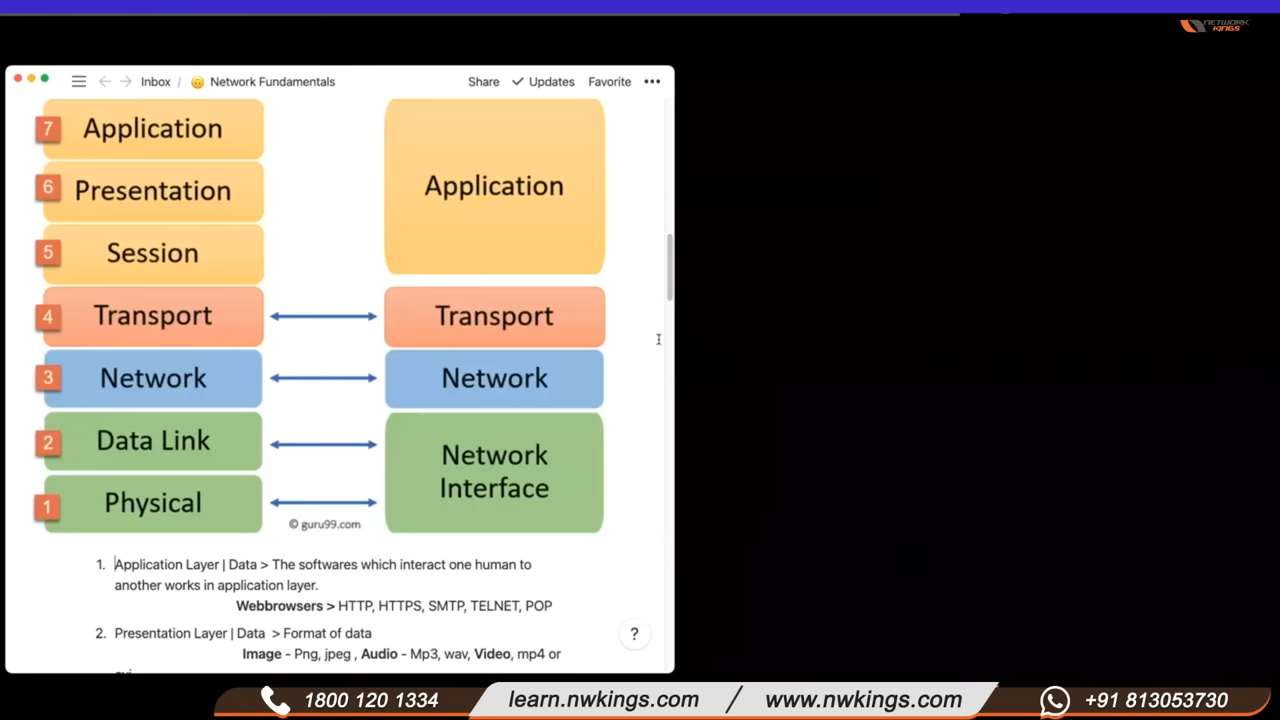 NETWORK
KINGS
Inbox / Network Fundamentals
Share Updates Favorite •••
7 Application
6 Presentation
5 Session
4 Transport
3 Network
2 Data Link
1 Physical
Application
Transport
Network
Network
Interface
© guru99.com
1. Application Layer | Data > The softwares which interact one human to
another works in application layer.
Webbrowsers > HTTP, HTTPS, SMTP, TELNET, POP
2. Presentation Layer | Data > Format of data
Image - Png, jpeg , Audio - Mp3, wav, Video, mp4 or
?
1800 120 1334
learn.nwkings.com / www.nwkings.com
+91 813053730